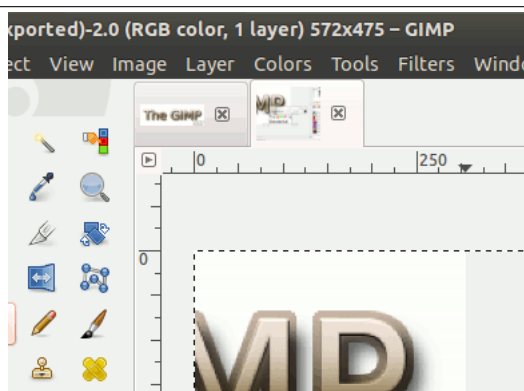 xported)-2.0 (RGB color, 1 layer) 572x475 – GIMP
ect View Image Layer Colors Tools Filters Windo
The GIMP
MP
0 250
0
MP